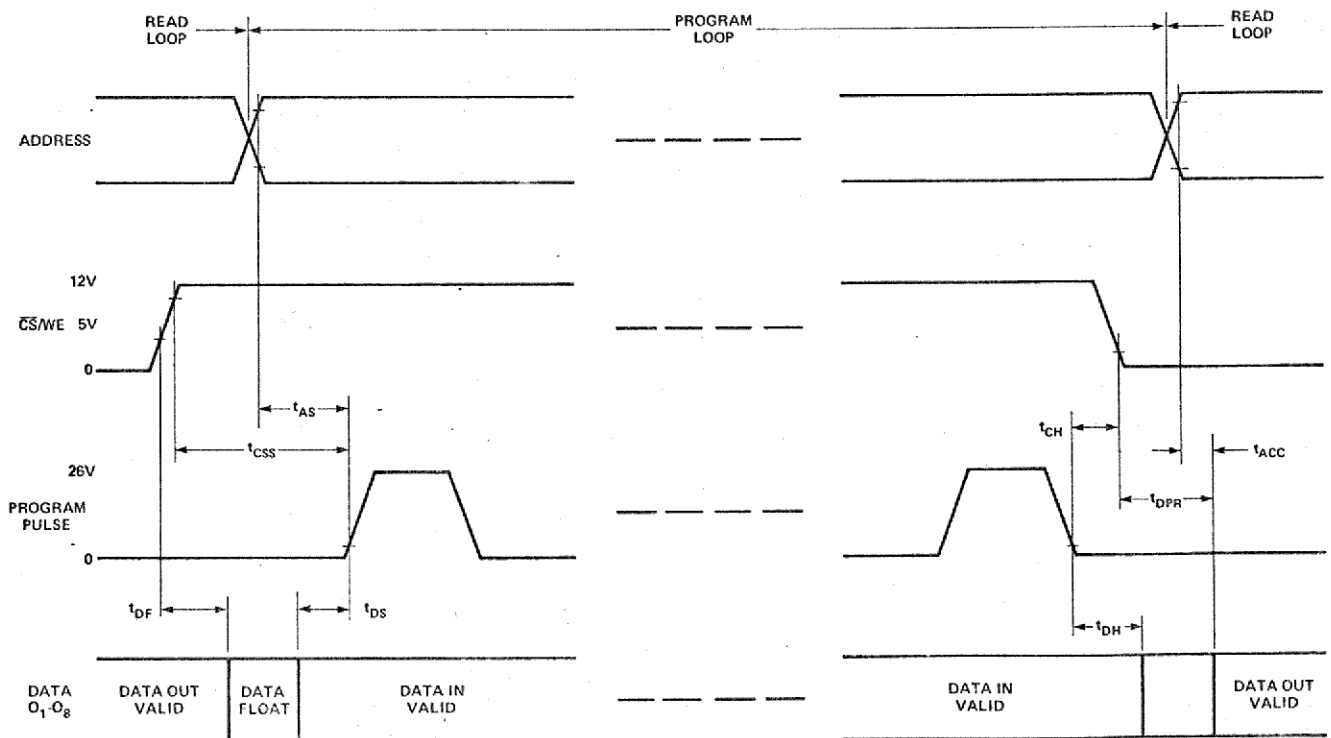 READ
LOOP
PROGRAM
LOOP
READ
LOOP
ADDRESS
12V
CS/WE 5V
0
tAS
tCSS
tCH
tACC
tDPR
26V
PROGRAM
PULSE
0
tDF
tDS
tDH
DATA
O1-O8
DATA OUT
VALID
DATA
FLOAT
DATA IN
VALID
DATA IN
VALID
DATA OUT
VALID